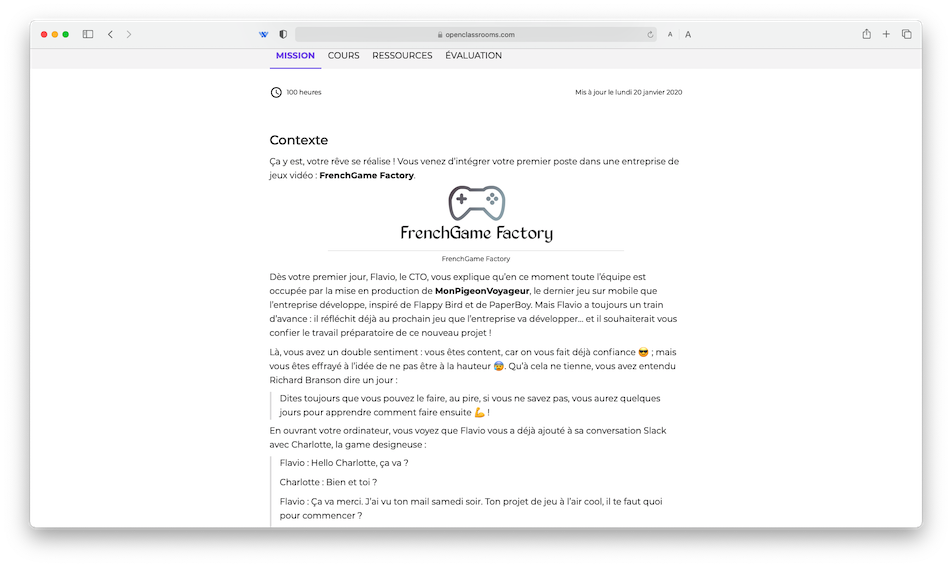 openclassrooms.com
A A
MISSION COURS RESSOURCES ÉVALUATION
100 heures
Mis à jour le lundi 20 janvier 2020
Contexte
Ça y est, votre rêve se réalise ! Vous venez d'intégrer votre premier poste dans une entreprise de
jeux vidéo : FrenchGame Factory.
FrenchGame Factory
FrenchGame Factory
Dès votre premier jour, Flavio, le CTO, vous explique qu'en ce moment toute l'équipe est
occupée par la mise en production de MonPigeonVoyageur, le dernier jeu sur mobile que
l'entreprise développe, inspiré de Flappy Bird et de PaperBoy. Mais Flavio a toujours un train
d'avance : il réfléchit déjà au prochain jeu que l'entreprise va développer... et il souhaiterait vous
confier le travail préparatoire de ce nouveau projet !
Là, vous avez un double sentiment : vous êtes content, car on vous fait déjà confiance 😎 ; mais
vous êtes effrayé à l'idée de ne pas être à la hauteur 😰. Qu'à cela ne tienne, vous avez entendu
Richard Branson dire un jour :
Dites toujours que vous pouvez le faire, au pire, si vous ne savez pas, vous aurez quelques
jours pour apprendre comment faire ensuite 💪 !
En ouvrant votre ordinateur, vous voyez que Flavio vous a déjà ajouté à sa conversation Slack
avec Charlotte, la game designeuse :
Flavio : Hello Charlotte, ça va ?
Charlotte : Bien et toi ?
Flavio : Ça va merci. J'ai vu ton mail samedi soir. Ton projet de jeu à l'air cool, il te faut quoi
pour commencer ?